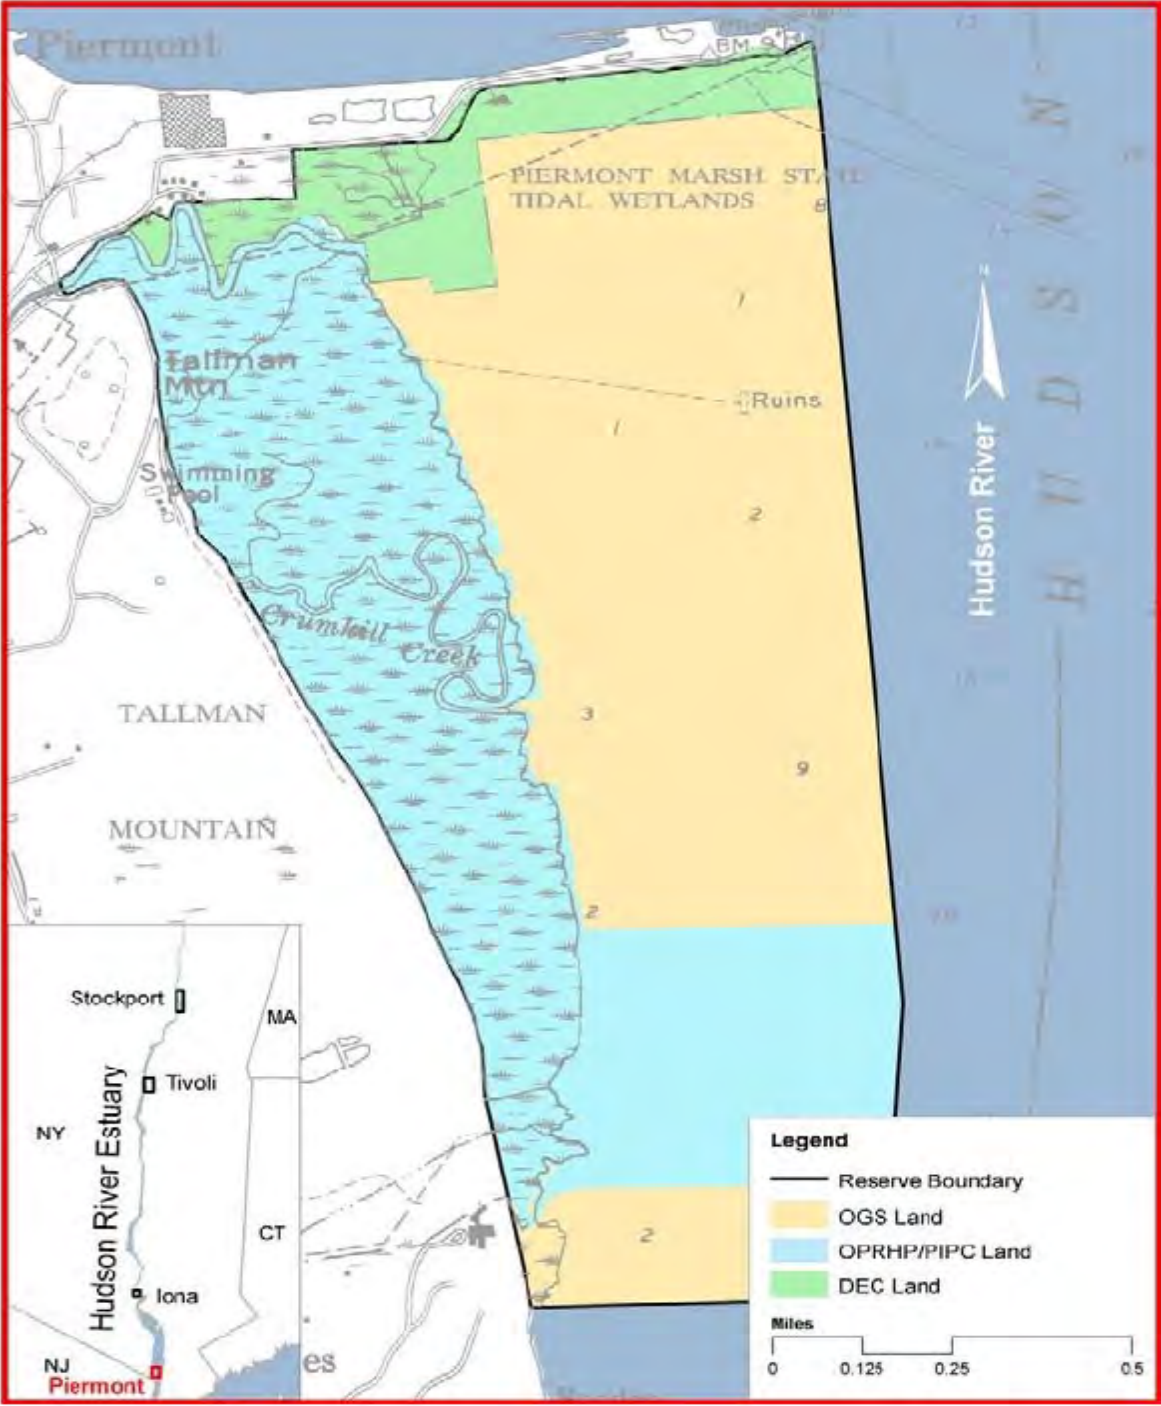 Piermont
BM 9
PIERMONT MARSH STATE
TIDAL WETLANDS
8
1
Tallman
Mtn
Ruins
1
Swimming
Pool
2
Crumkill
Creek
3
9
TALLMAN
MOUNTAIN
2
2
N
Hudson River
HUDSON
Stockport
MA
Tivoli
NY
Hudson River Estuary
CT
Iona
NJ
Piermont
es
Legend
Reserve Boundary
OGS Land
OPRHP/PIPC Land
DEC Land
Miles
0 0.125 0.25 0.5